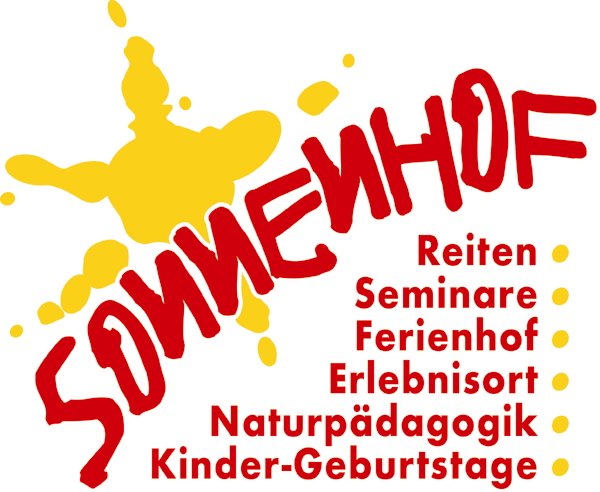 SONNENHOF
Reiten
Seminare
Ferienhof
Erlebnisort
Naturpädagogik
Kinder-Geburtstage